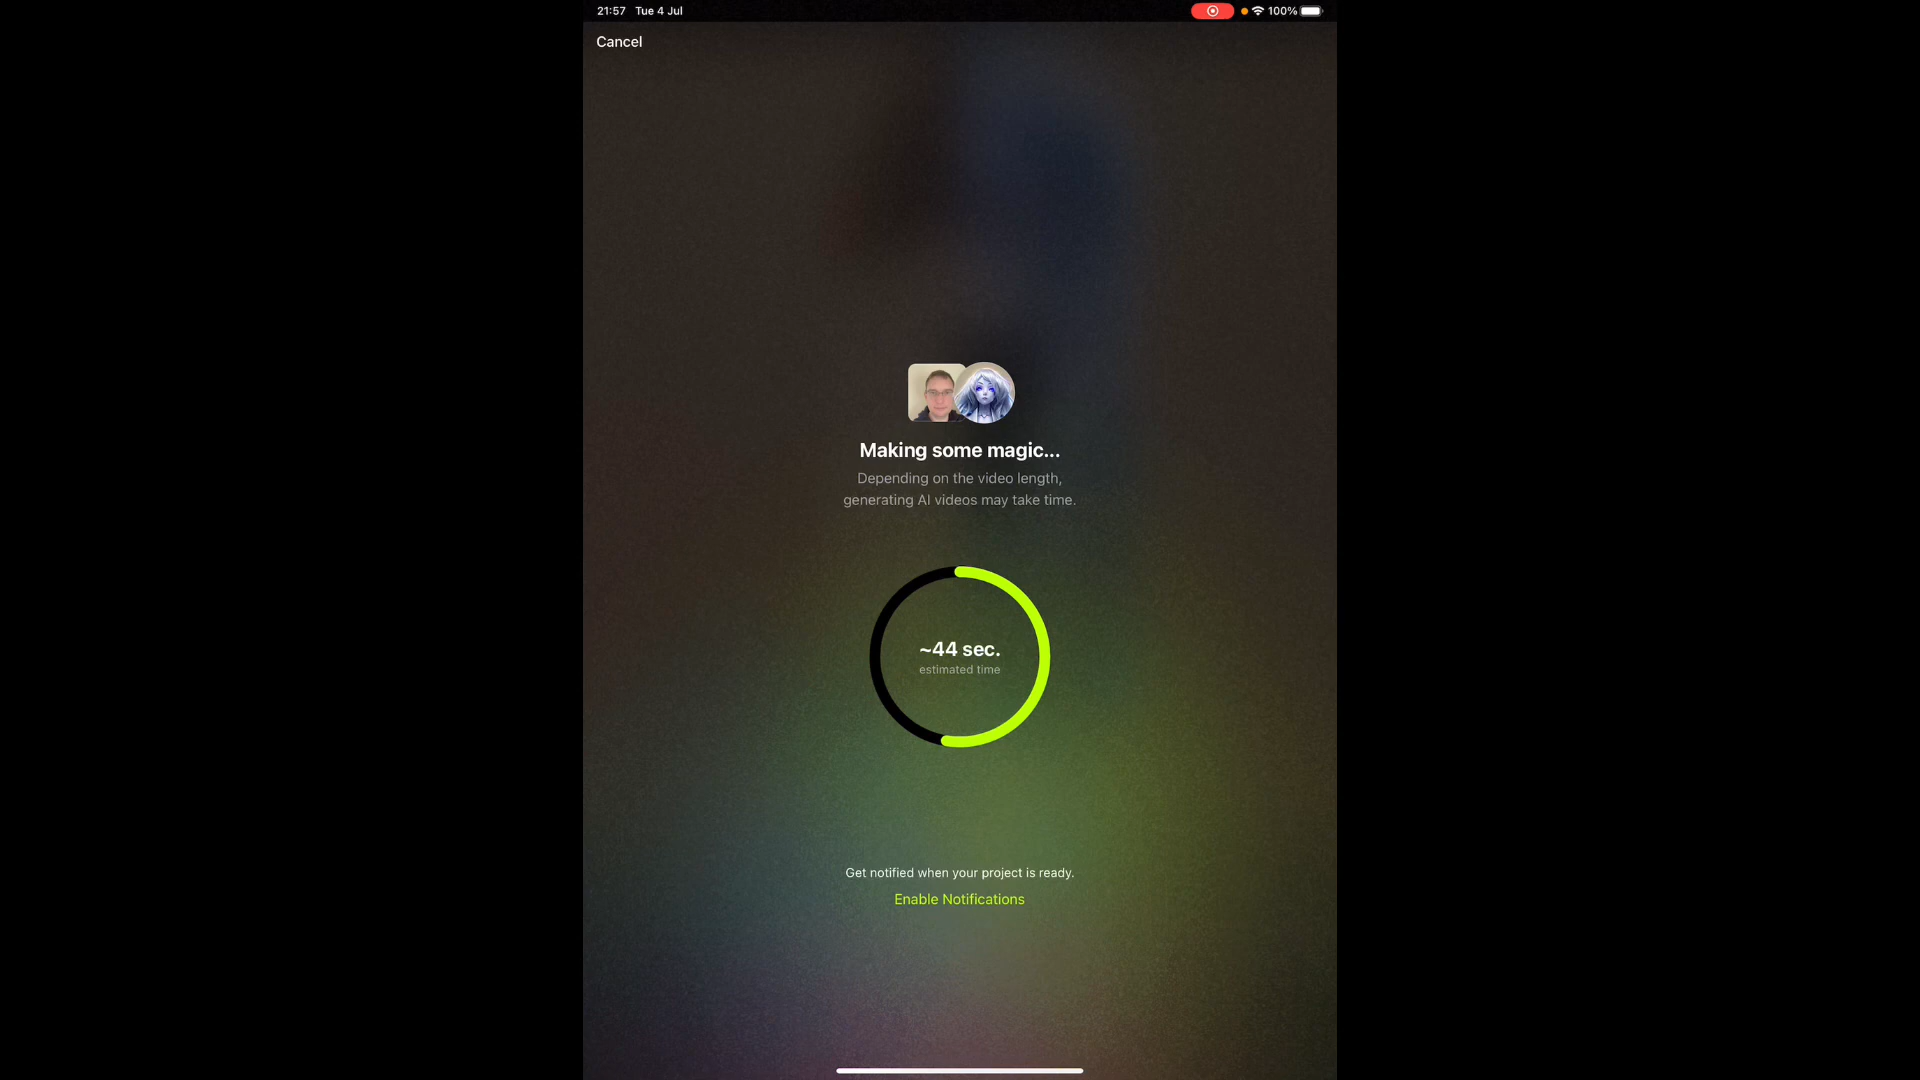 21:57 Tue 4 Jul 100%
Cancel
Making some magic...
Depending on the video length,
generating AI videos may take time.
~44 sec.
estimated time
Get notified when your project is ready.
Enable Notifications